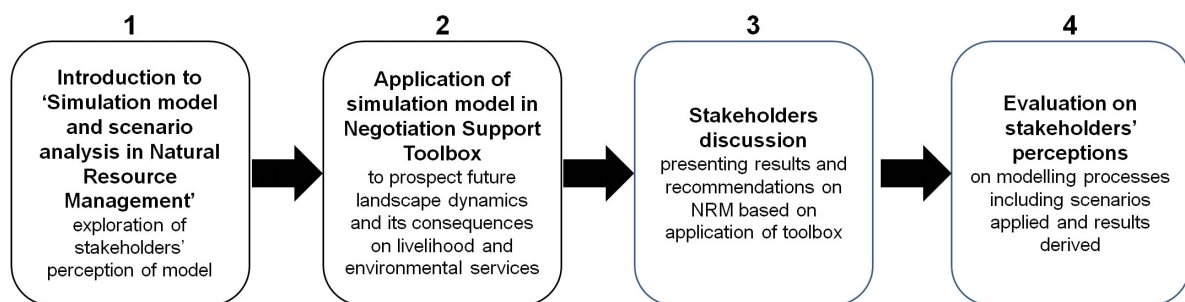 1
Introduction to
‘Simulation model
and scenario
analysis in Natural
Resource
Management’
exploration of
stakeholders’
perception of model
2
Application of
simulation model in
Negotiation Support
Toolbox
to prospect future
landscape dynamics
and its consequences
on livelihood and
environmental services
3
Stakeholders
discussion
presenting results and
recommendations on
NRM based on
application of toolbox
4
Evaluation on
stakeholders’
perceptions
on modelling processes
including scenarios
applied and results
derived